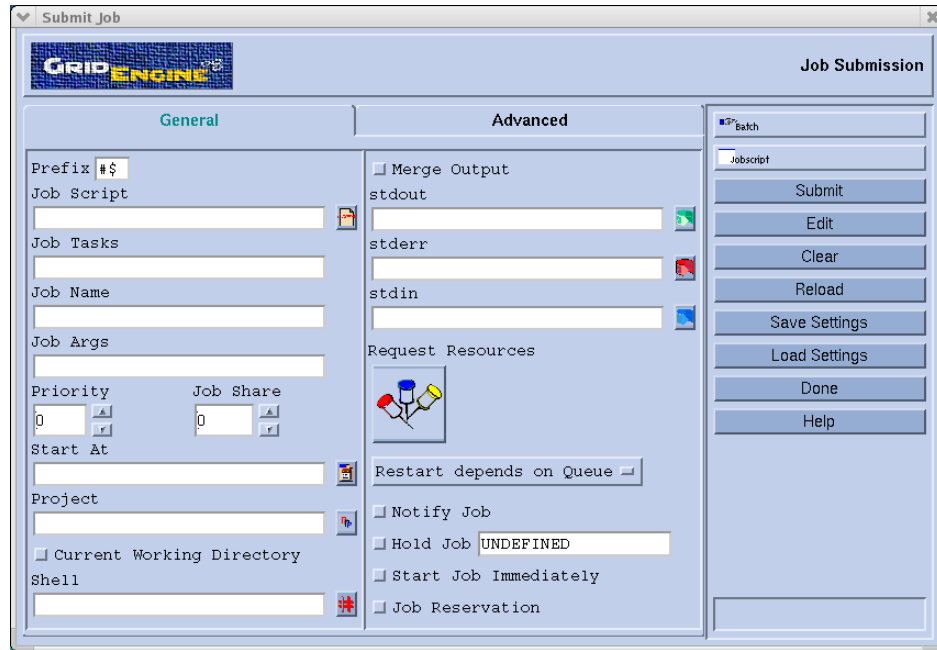 Submit Job
GRID ENGINE
Job Submission
General
Advanced
Prefix #$
Job Script
Job Tasks
Job Name
Job Args
Priority Job Share
0 0
Start At
Project
Current Working Directory
Shell
Merge Output
stdout
stderr
stdin
Request Resources
Restart depends on Queue
Notify Job
Hold Job UNDEFINED
Start Job Immediately
Job Reservation
Batch
Jobscript
Submit
Edit
Clear
Reload
Save Settings
Load Settings
Done
Help